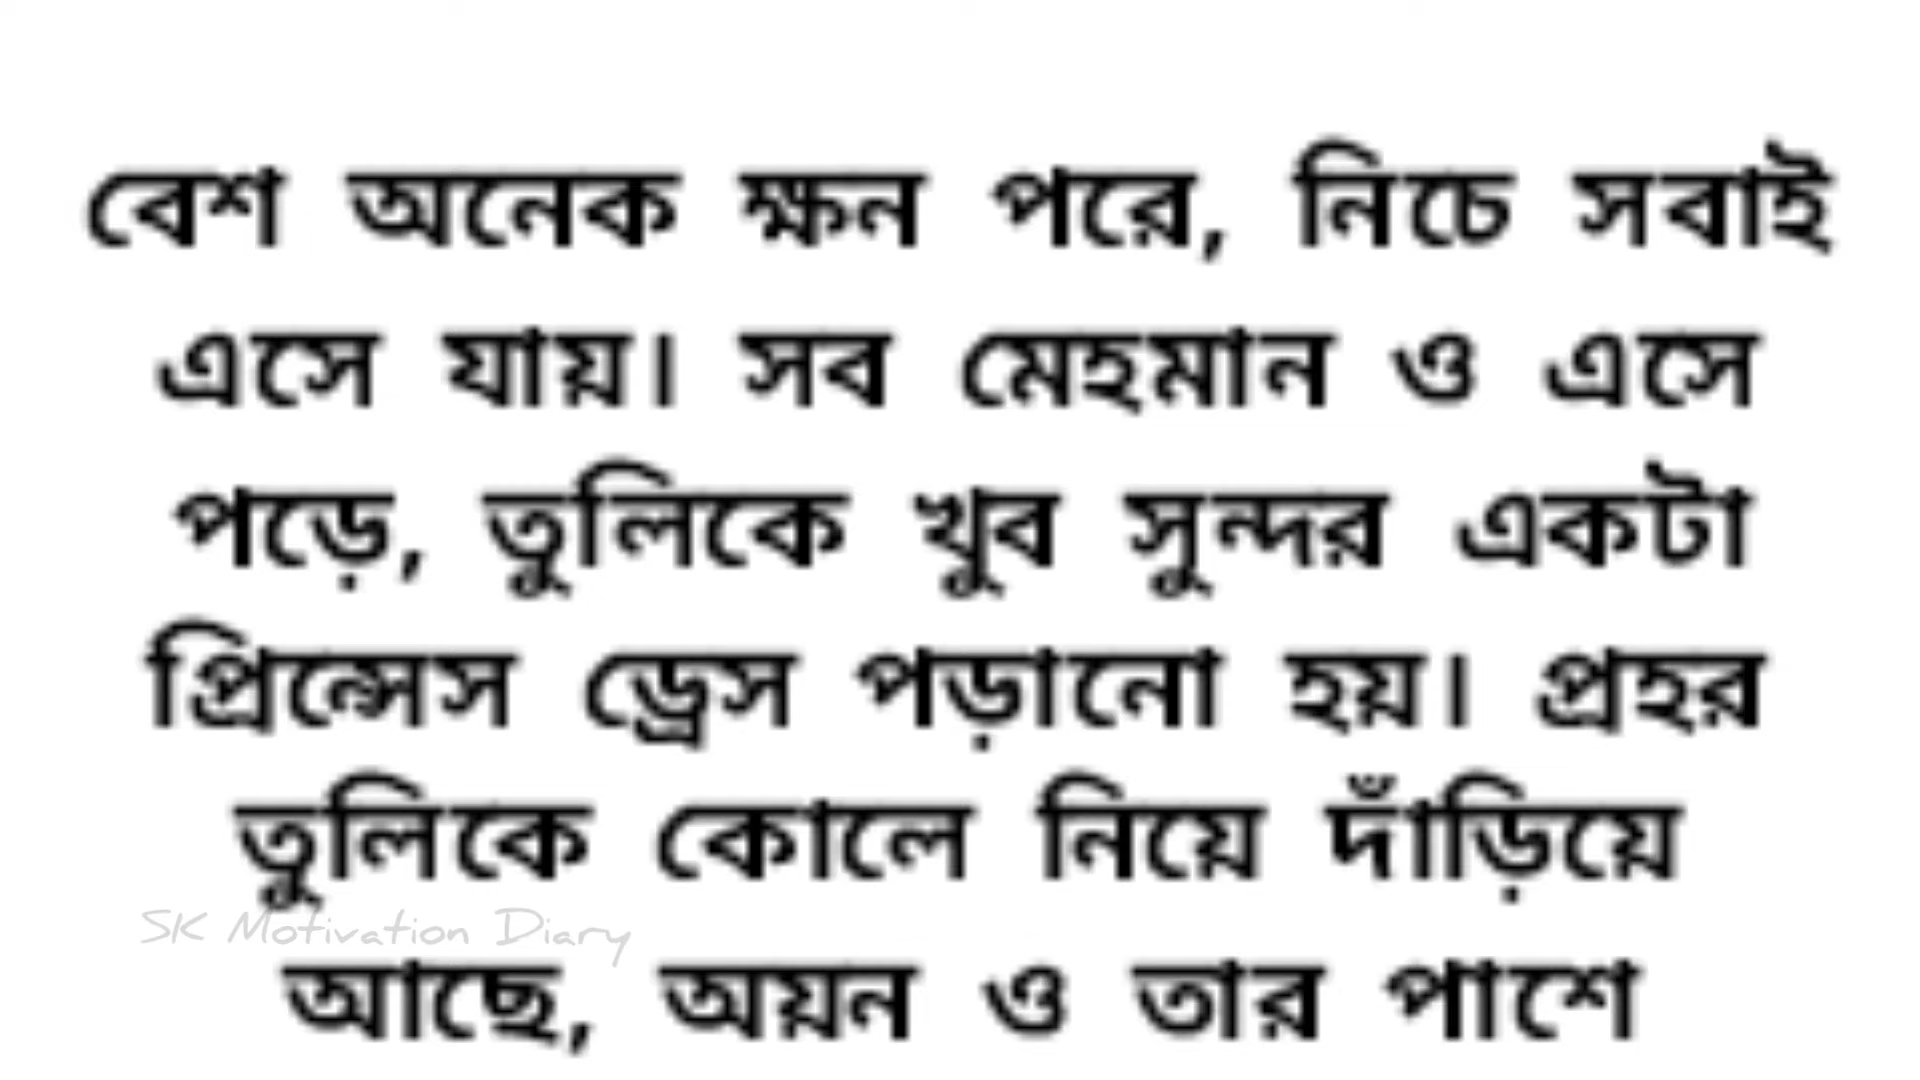 বেশ অনেক ক্ষন পরে, নিচে সবাই
এসে যায়। সব মেহমান ও এসে
পড়ে, তুলিকে খুব সুন্দর একটা
প্রিন্সেস ড্রেস পড়ানো হয়। প্রহর
তুলিকে কোলে নিয়ে দাঁড়িয়ে
SK Motivation Diary
আছে, অয়ন ও তার পাশে